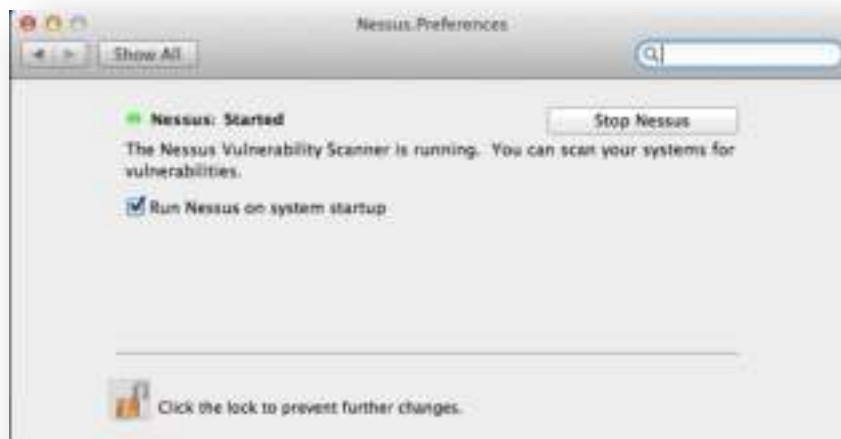 Nessus Preferences
Show All
Nessus: Started
Stop Nessus
The Nessus Vulnerability Scanner is running. You can scan your systems for
vulnerabilities.
Run Nessus on system startup
Click the lock to prevent further changes.